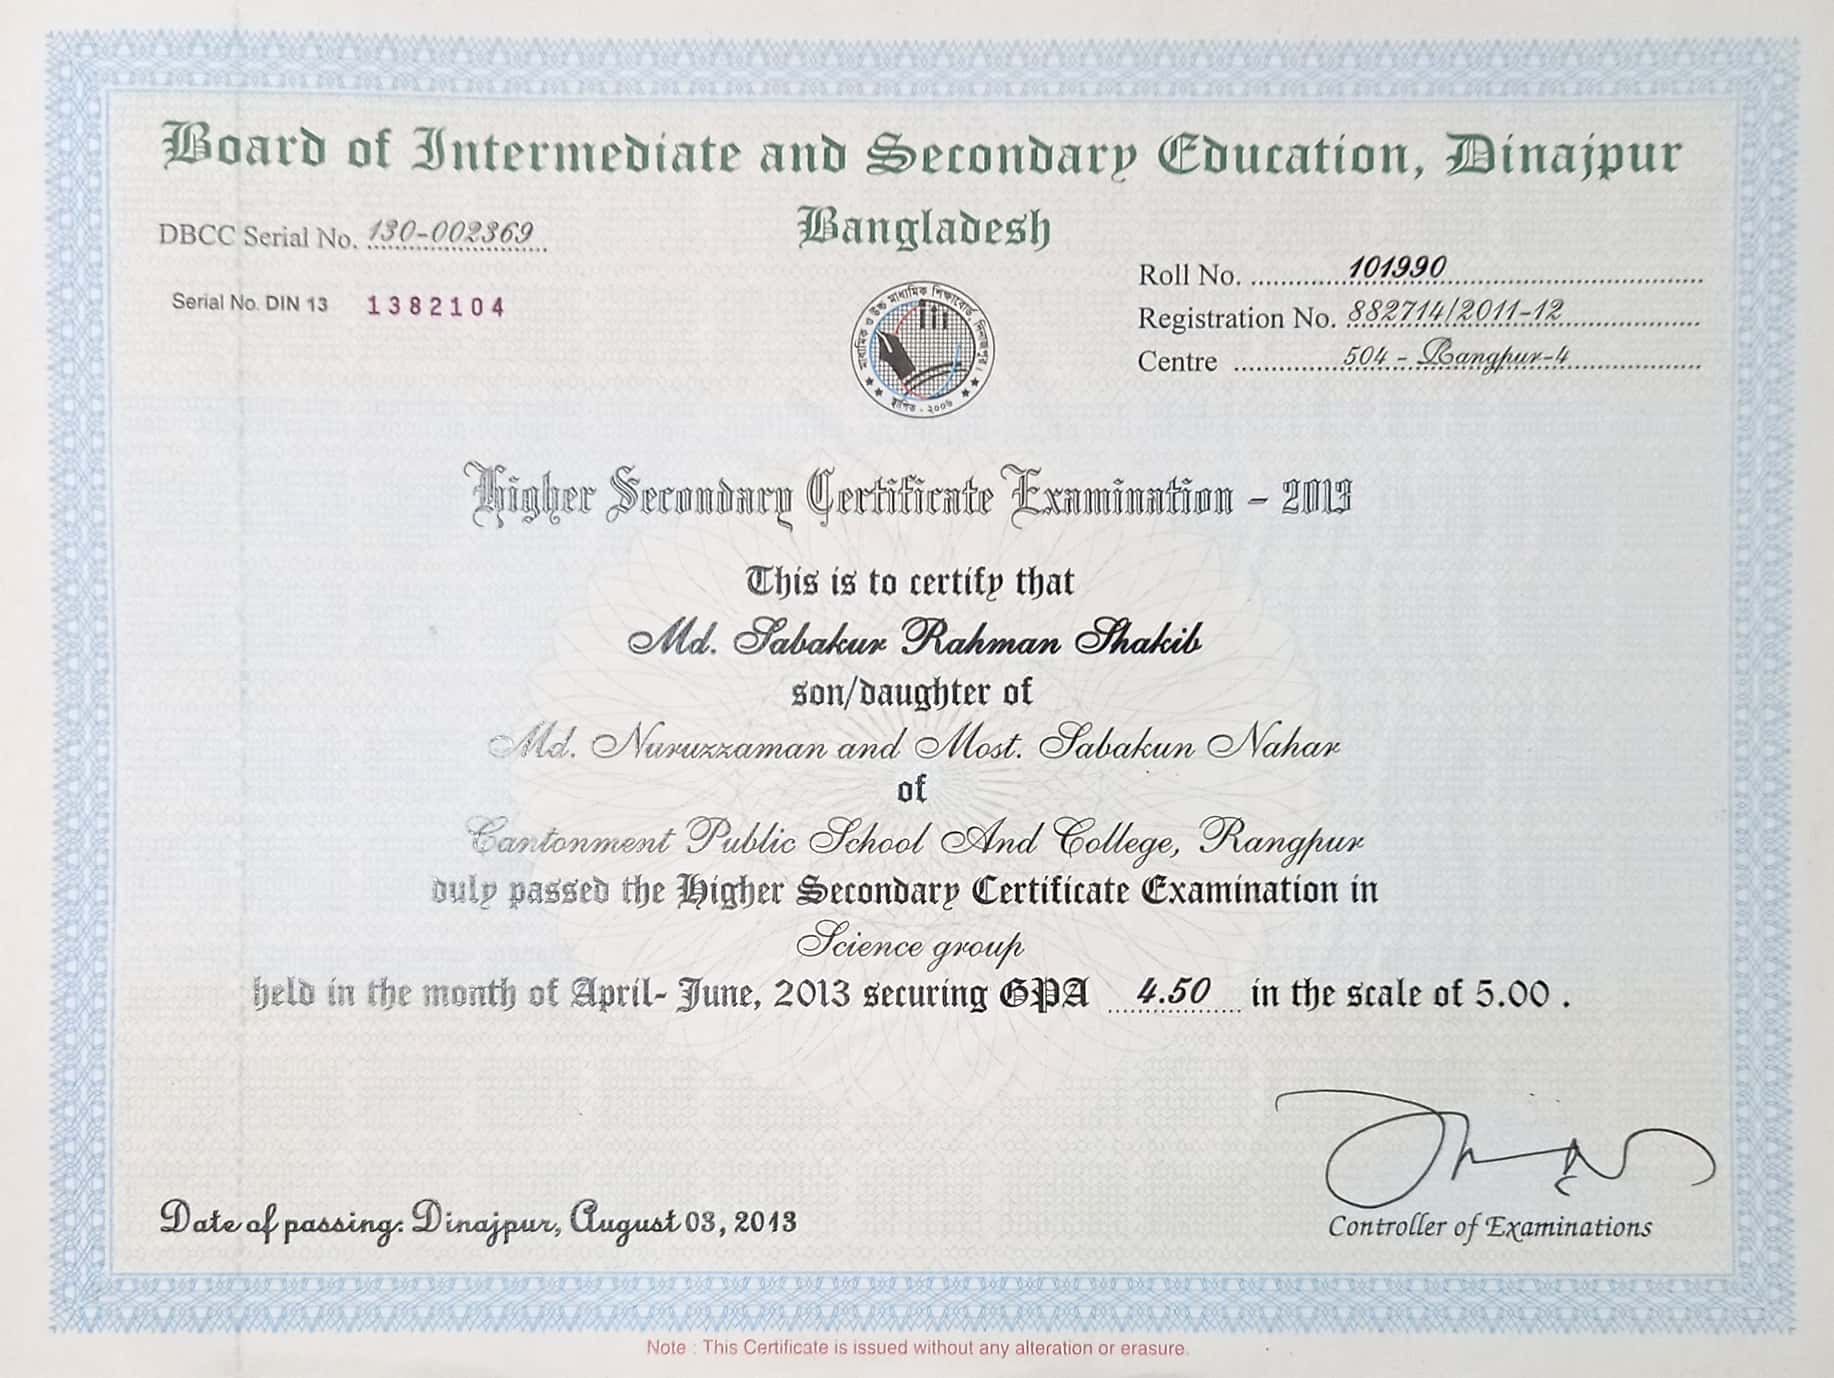 Board of Intermediate and Secondary Education, Dinajpur
Bangladesh
DBCC Serial No. 130-002369
Serial No. DIN 13 1382104
মাধ্যমিক ও উচ্চ মাধ্যমিক শিক্ষাবোর্ড, দিনাজপুর।
স্থাপিত - ২০০৬
Roll No. 101990
Registration No. 882714/2011-12
Centre 504 - Rangpur-4
Higher Secondary Certificate Examination - 2013
This is to certify that
Md. Sabakur Rahman Shakib
son/daughter of
Md. Nuruzzaman and Most. Sabakun Nahar
of
Cantonment Public School And College, Rangpur
duly passed the Higher Secondary Certificate Examination in
Science group
held in the month of April- June, 2013 securing GPA 4.50 in the scale of 5.00 .
Date of passing: Dinajpur, August 03, 2013
Controller of Examinations
Note : This Certificate is issued without any alteration or erasure.